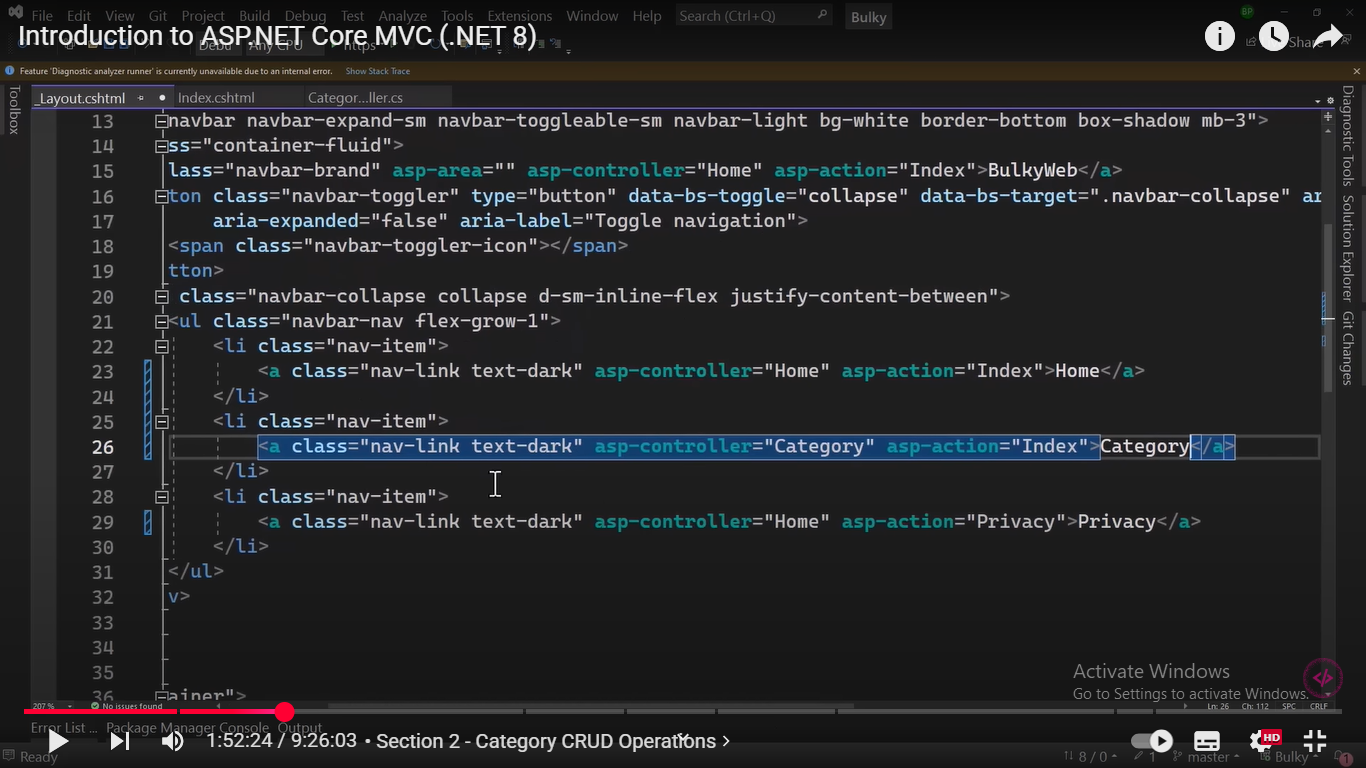 File Edit View Git Project Build Debug Test Analyze Tools Extensions Window Help Search (Ctrl+Q) Bulky BP
Introduction to ASP.NET Core MVC (.NET 8)
Debu Any CPU https Share
Feature 'Diagnostic analyzer runner' is currently unavailable due to an internal error. Show Stack Trace
Toolbox
_Layout.cshtml Index.cshtml Categor...ller.cs
Diagnostic Tools Solution Explorer Git Changes
13 navbar navbar-expand-sm navbar-toggleable-sm navbar-light bg-white border-bottom box-shadow mb-3">
14 ss="container-fluid">
15 lass="navbar-brand" asp-area="" asp-controller="Home" asp-action="Index">BulkyWeb</a>
16 ton class="navbar-toggler" type="button" data-bs-toggle="collapse" data-bs-target=".navbar-collapse" ar
17 aria-expanded="false" aria-label="Toggle navigation">
18 <span class="navbar-toggler-icon"></span>
19 tton>
20 class="navbar-collapse collapse d-sm-inline-flex justify-content-between">
21 <ul class="navbar-nav flex-grow-1">
22 <li class="nav-item">
23 <a class="nav-link text-dark" asp-controller="Home" asp-action="Index">Home</a>
24 </li>
25 <li class="nav-item">
26 <a class="nav-link text-dark" asp-controller="Category" asp-action="Index">Category</a>
27 </li>
28 <li class="nav-item">
29 <a class="nav-link text-dark" asp-controller="Home" asp-action="Privacy">Privacy</a>
30 </li>
31 </ul>
32 v>
33
34
35
36 ainer">
Activate Windows
Go to Settings to activate Windows.
207 % No issues found Ln: 26 Ch: 112 SPC CRLF
Error List ... Package Manager Console Output
1:52:24 / 9:26:03 • Section 2 - Category CRUD Operations HD
Ready 8 / 0 1 master Bulky 1